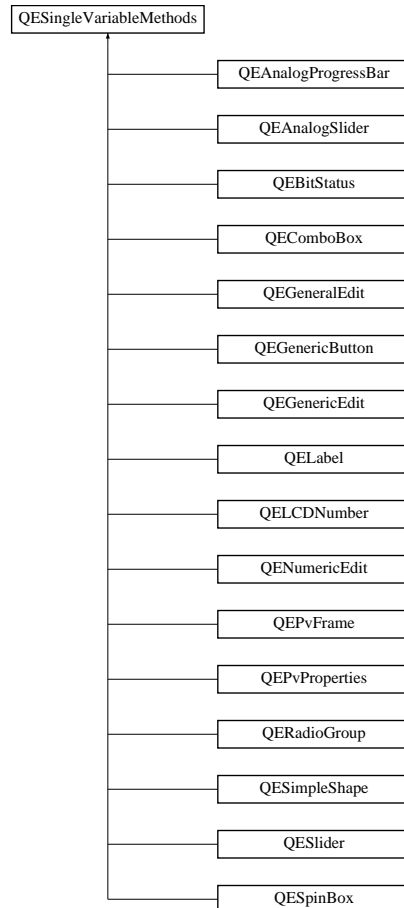 QESingleVariableMethods
QEAnalogProgressBar
QEAnalogSlider
QEBitStatus
QEComboBox
QEGeneralEdit
QEGenericButton
QEGenericEdit
QELabel
QELCDNumber
QENumericEdit
QEPvFrame
QEPvProperties
QERadioGroup
QESimpleShape
QESlider
QESpinBox